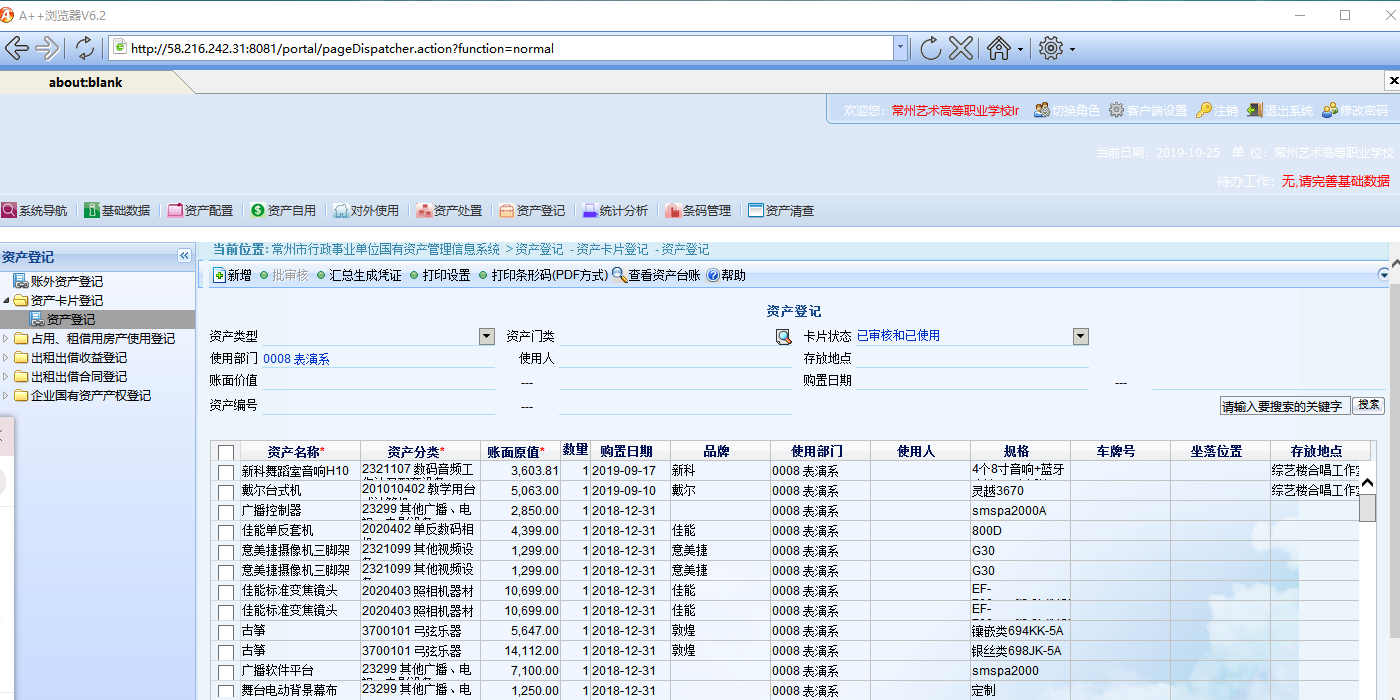 A++浏览器V6.2
http://58.216.242.31:8081/portal/pageDispatcher.action?function=normal
about:blank
欢迎您: 常州艺术高等职业学校lr 切换角色 客户端设置 注销 退出系统 修改密码
当前日期: 2019-10-25 单 位: 常州艺术高等职业学校
待办工作: 无,请完善基础数据
系统导航 基础数据 资产配置 资产自用 对外使用 资产处置 资产登记 统计分析 条码管理 资产清查
资产登记
账外资产登记
资产卡片登记
资产登记
占用、租借用房产使用登记
出租出借收益登记
出租出借合同登记
企业国有资产产权登记
当前位置: 常州市行政事业单位国有资产管理信息系统 > 资产登记 - 资产卡片登记 - 资产登记
新增 批审核 汇总生成凭证 打印设置 打印条形码(PDF方式) 查看资产台账 帮助
资产登记
资产类型 资产门类 卡片状态 已审核和已使用
使用部门 0008 表演系 使用人 存放地点
账面价值 --- 购置日期 ---
资产编号 ---
请输入要搜索的关键字 搜索
资产名称* 资产分类* 账面原值* 数量 购置日期 品牌 使用部门 使用人 规格 车牌号 坐落位置 存放地点
新科舞蹈室音响H10 2321107 数码音频工 3,603.81 1 2019-09-17 新科 0008 表演系 4个8寸音响+蓝牙 综艺楼合唱工作室
戴尔台式机 201010402 教学用台 5,063.00 1 2019-09-10 戴尔 0008 表演系 灵越3670 综艺楼合唱工作室
广播控制器 23299 其他广播、电 2,850.00 1 2018-12-31 0008 表演系 smspa2000A
佳能单反套机 2020402 单反数码相 4,399.00 1 2018-12-31 佳能 0008 表演系 800D
意美捷摄像机三脚架 2321099 其他视频设 1,299.00 1 2018-12-31 意美捷 0008 表演系 G30
意美捷摄像机三脚架 2321099 其他视频设 1,299.00 1 2018-12-31 意美捷 0008 表演系 G30
佳能标准变焦镜头 2020403 照相机器材 10,699.00 1 2018-12-31 佳能 0008 表演系 EF-
佳能标准变焦镜头 2020403 照相机器材 10,699.00 1 2018-12-31 佳能 0008 表演系 EF-
古筝 3700101 弓弦乐器 5,647.00 1 2018-12-31 敦煌 0008 表演系 镶嵌类694KK-5A
古筝 3700101 弓弦乐器 14,112.00 1 2018-12-31 敦煌 0008 表演系 银丝类698JK-5A
广播软件平台 23299 其他广播、电 7,100.00 1 2018-12-31 0008 表演系 smspa2000
舞台电动背景幕布 23299 其他广播、电 1,250.00 1 2018-12-31 0008 表演系 定制